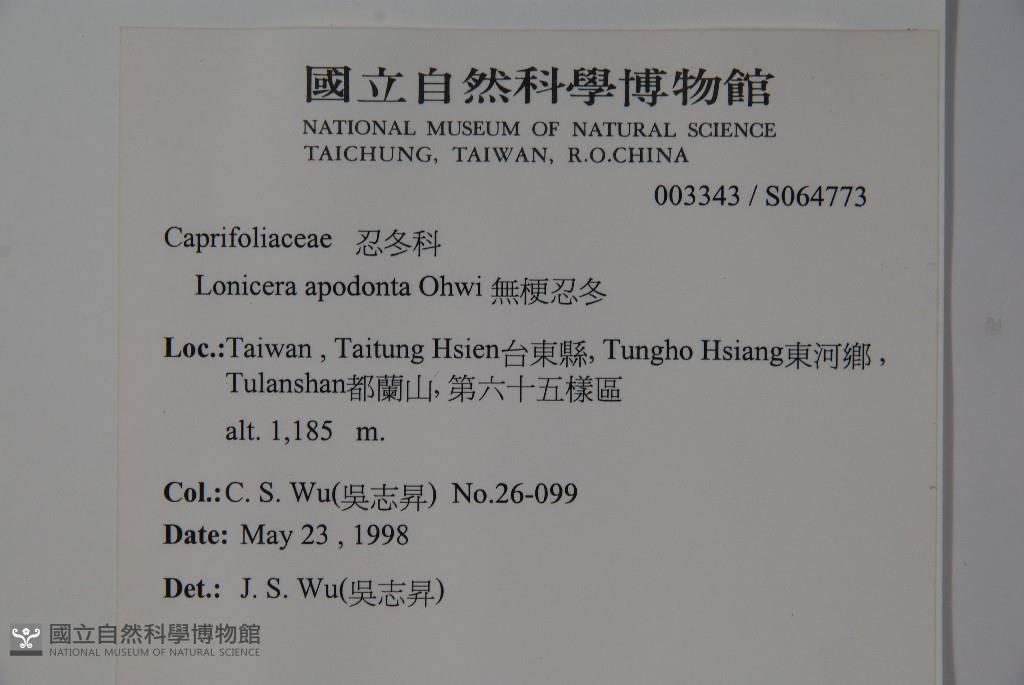 國立自然科學博物館
NATIONAL MUSEUM OF NATURAL SCIENCE
TAICHUNG, TAIWAN, R.O.CHINA
003343 / S064773
Caprifoliaceae 忍冬科
Lonicera apodonta Ohwi 無梗忍冬
Loc.:Taiwan , Taitung Hsien台東縣, Tungho Hsiang東河鄉 ,
Tulanshan都蘭山, 第六十五樣區
alt. 1,185 m.
Col.:C. S. Wu(吳志昇) No.26-099
Date: May 23 , 1998
Det.: J. S. Wu(吳志昇)
國立自然科學博物館
NATIONAL MUSEUM OF NATURAL SCIENCE